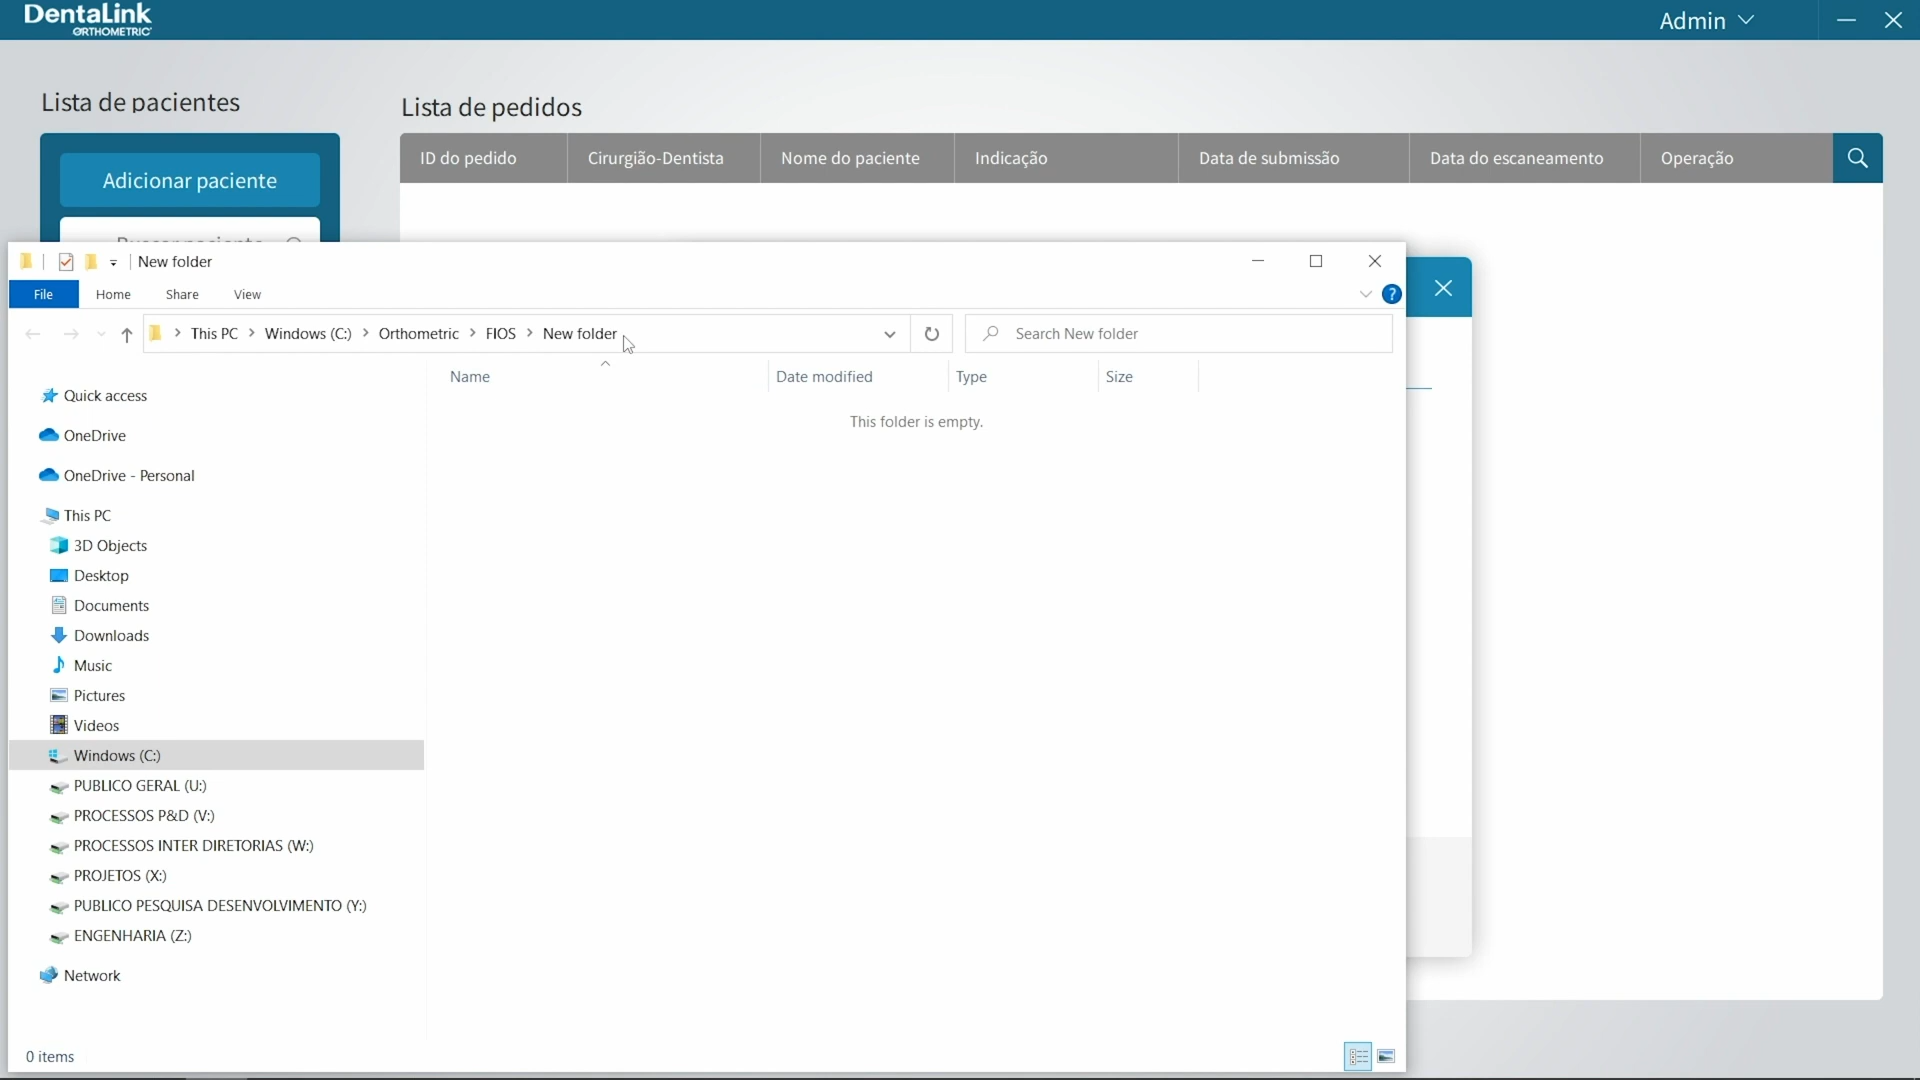 DentaLink
ORTHOMETRIC
Admin
Lista de pacientes
Lista de pedidos
Adicionar paciente
ID do pedido
Cirurgião-Dentista
Nome do paciente
Indicação
Data de submissão
Data do escaneamento
Operação
New folder
File
Home
Share
View
This PC
Windows (C:)
Orthometric
FIOS
New folder
Search New folder
Name
Date modified
Type
Size
This folder is empty.
Quick access
OneDrive
OneDrive - Personal
This PC
3D Objects
Desktop
Documents
Downloads
Music
Pictures
Videos
Windows (C:)
PUBLICO GERAL (U:)
PROCESSOS P&D (V:)
PROCESSOS INTER DIRETORIAS (W:)
PROJETOS (X:)
PUBLICO PESQUISA DESENVOLVIMENTO (Y:)
ENGENHARIA (Z:)
Network
0 items